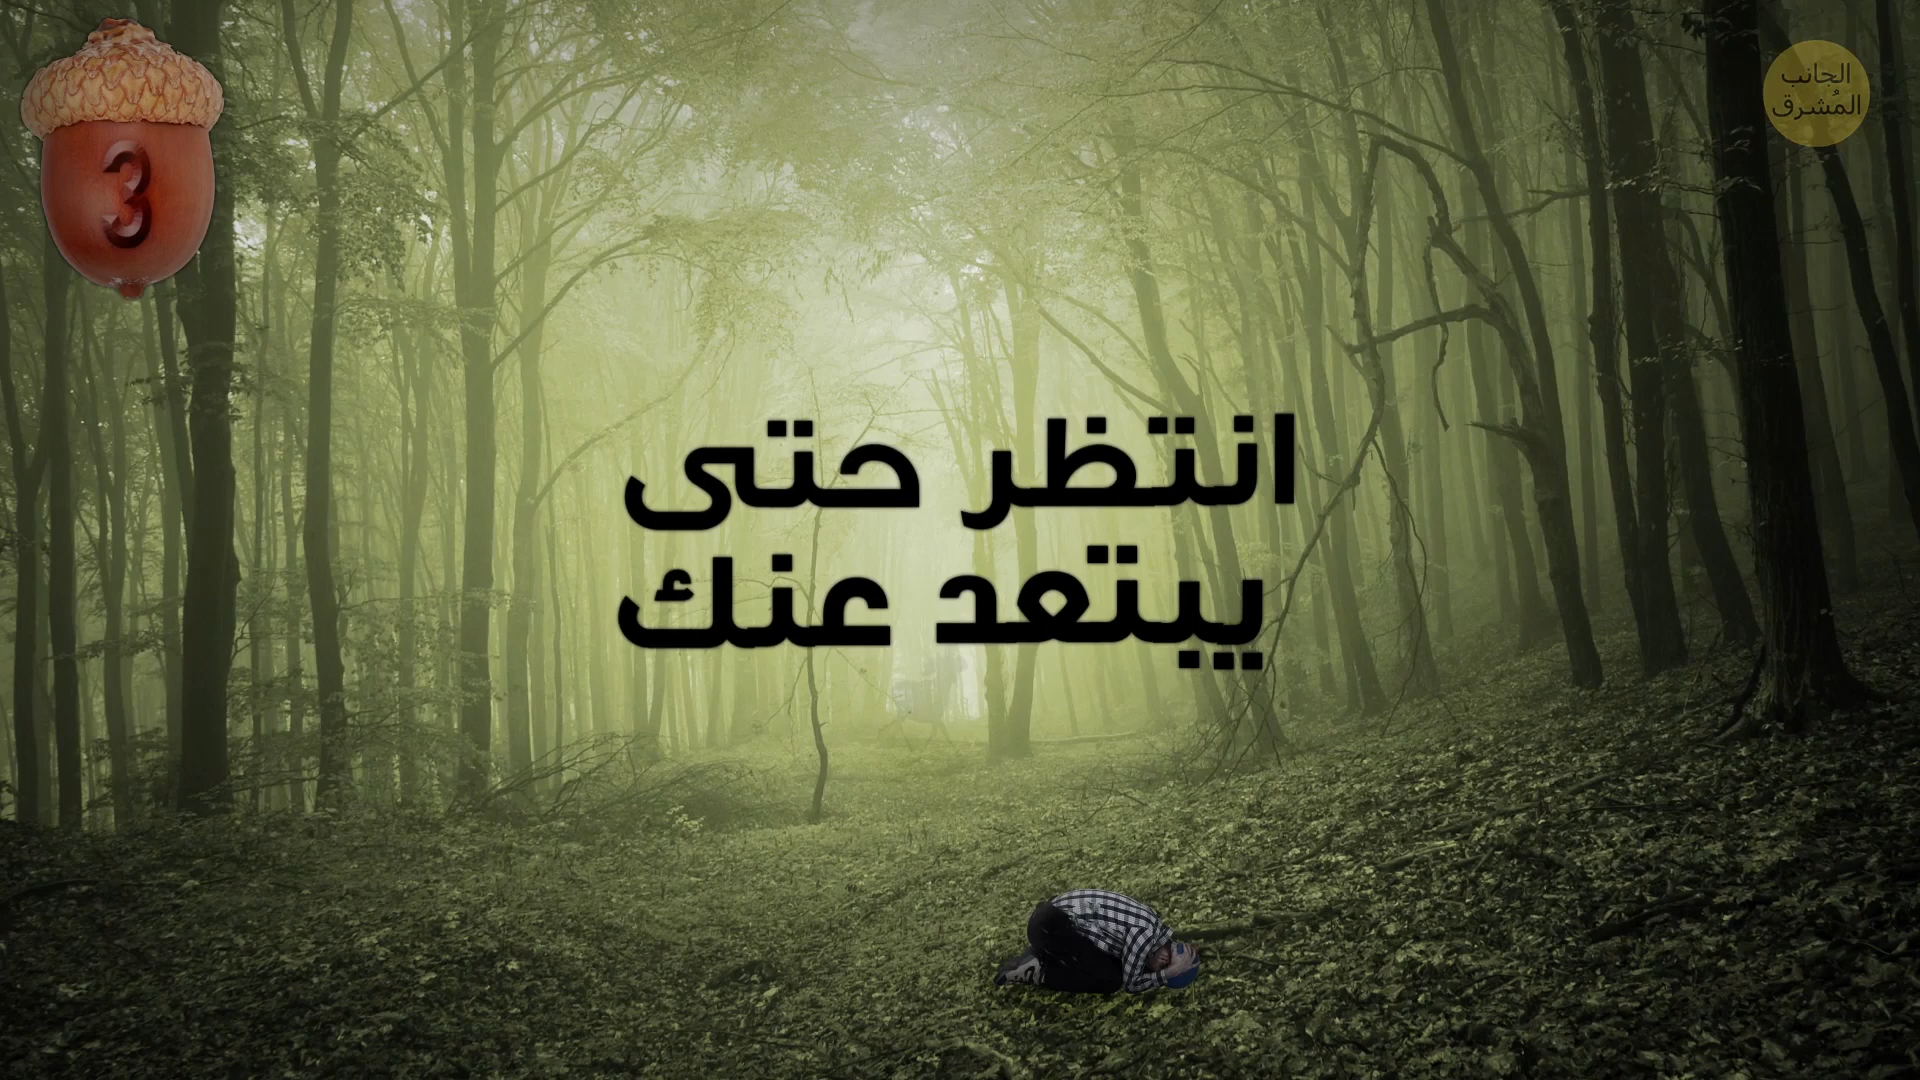 3
الجانب
المُشرق
انتظر حتى
يبتعد عنك